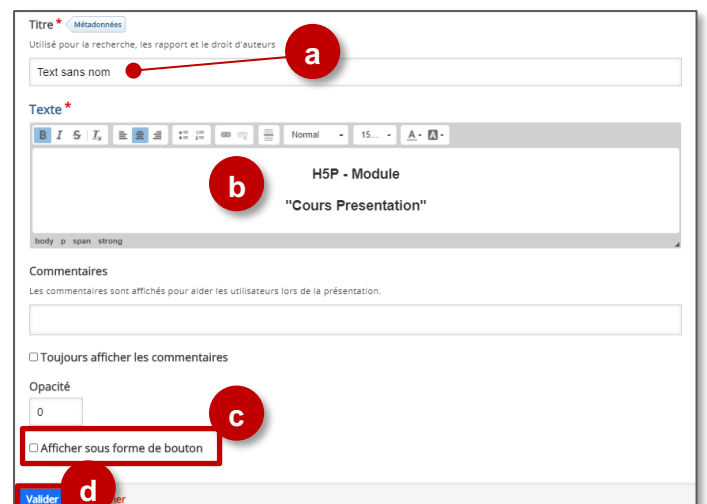 Titre * Métadonnées
Utilisé pour la recherche, les rapport et le droit d'auteurs
a
Text sans nom
Texte *
B I S Ix Normal 15... A A
b
H5P - Module
"Cours Presentation"
body p span strong
Commentaires
Les commentaires sont affichés pour aider les utilisateurs lors de la présentation.
Toujours afficher les commentaires
Opacité
0
c
Afficher sous forme de bouton
Valider d